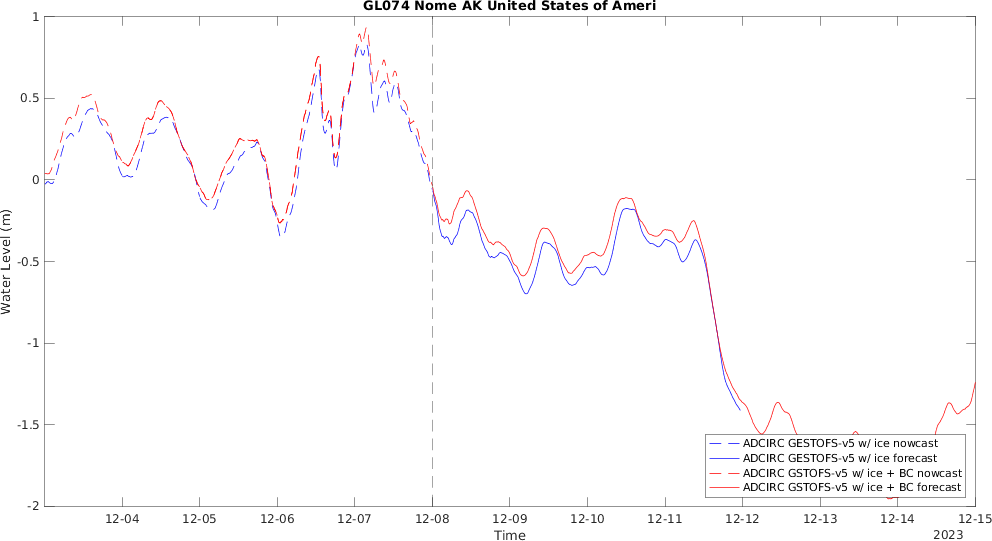 GL074 Nome AK United States of Ameri
1
0.5
0
-0.5
-1
-1.5
-2
Water Level (m)
ADCIRC GESTOFS-v5 w/ ice nowcast
ADCIRC GESTOFS-v5 w/ ice forecast
ADCIRC GSTOFS-v5 w/ ice + BC nowcast
ADCIRC GSTOFS-v5 w/ ice + BC forecast
12-04 12-05 12-06 12-07 12-08 12-09 12-10 12-11 12-12 12-13 12-14 12-15
Time
2023